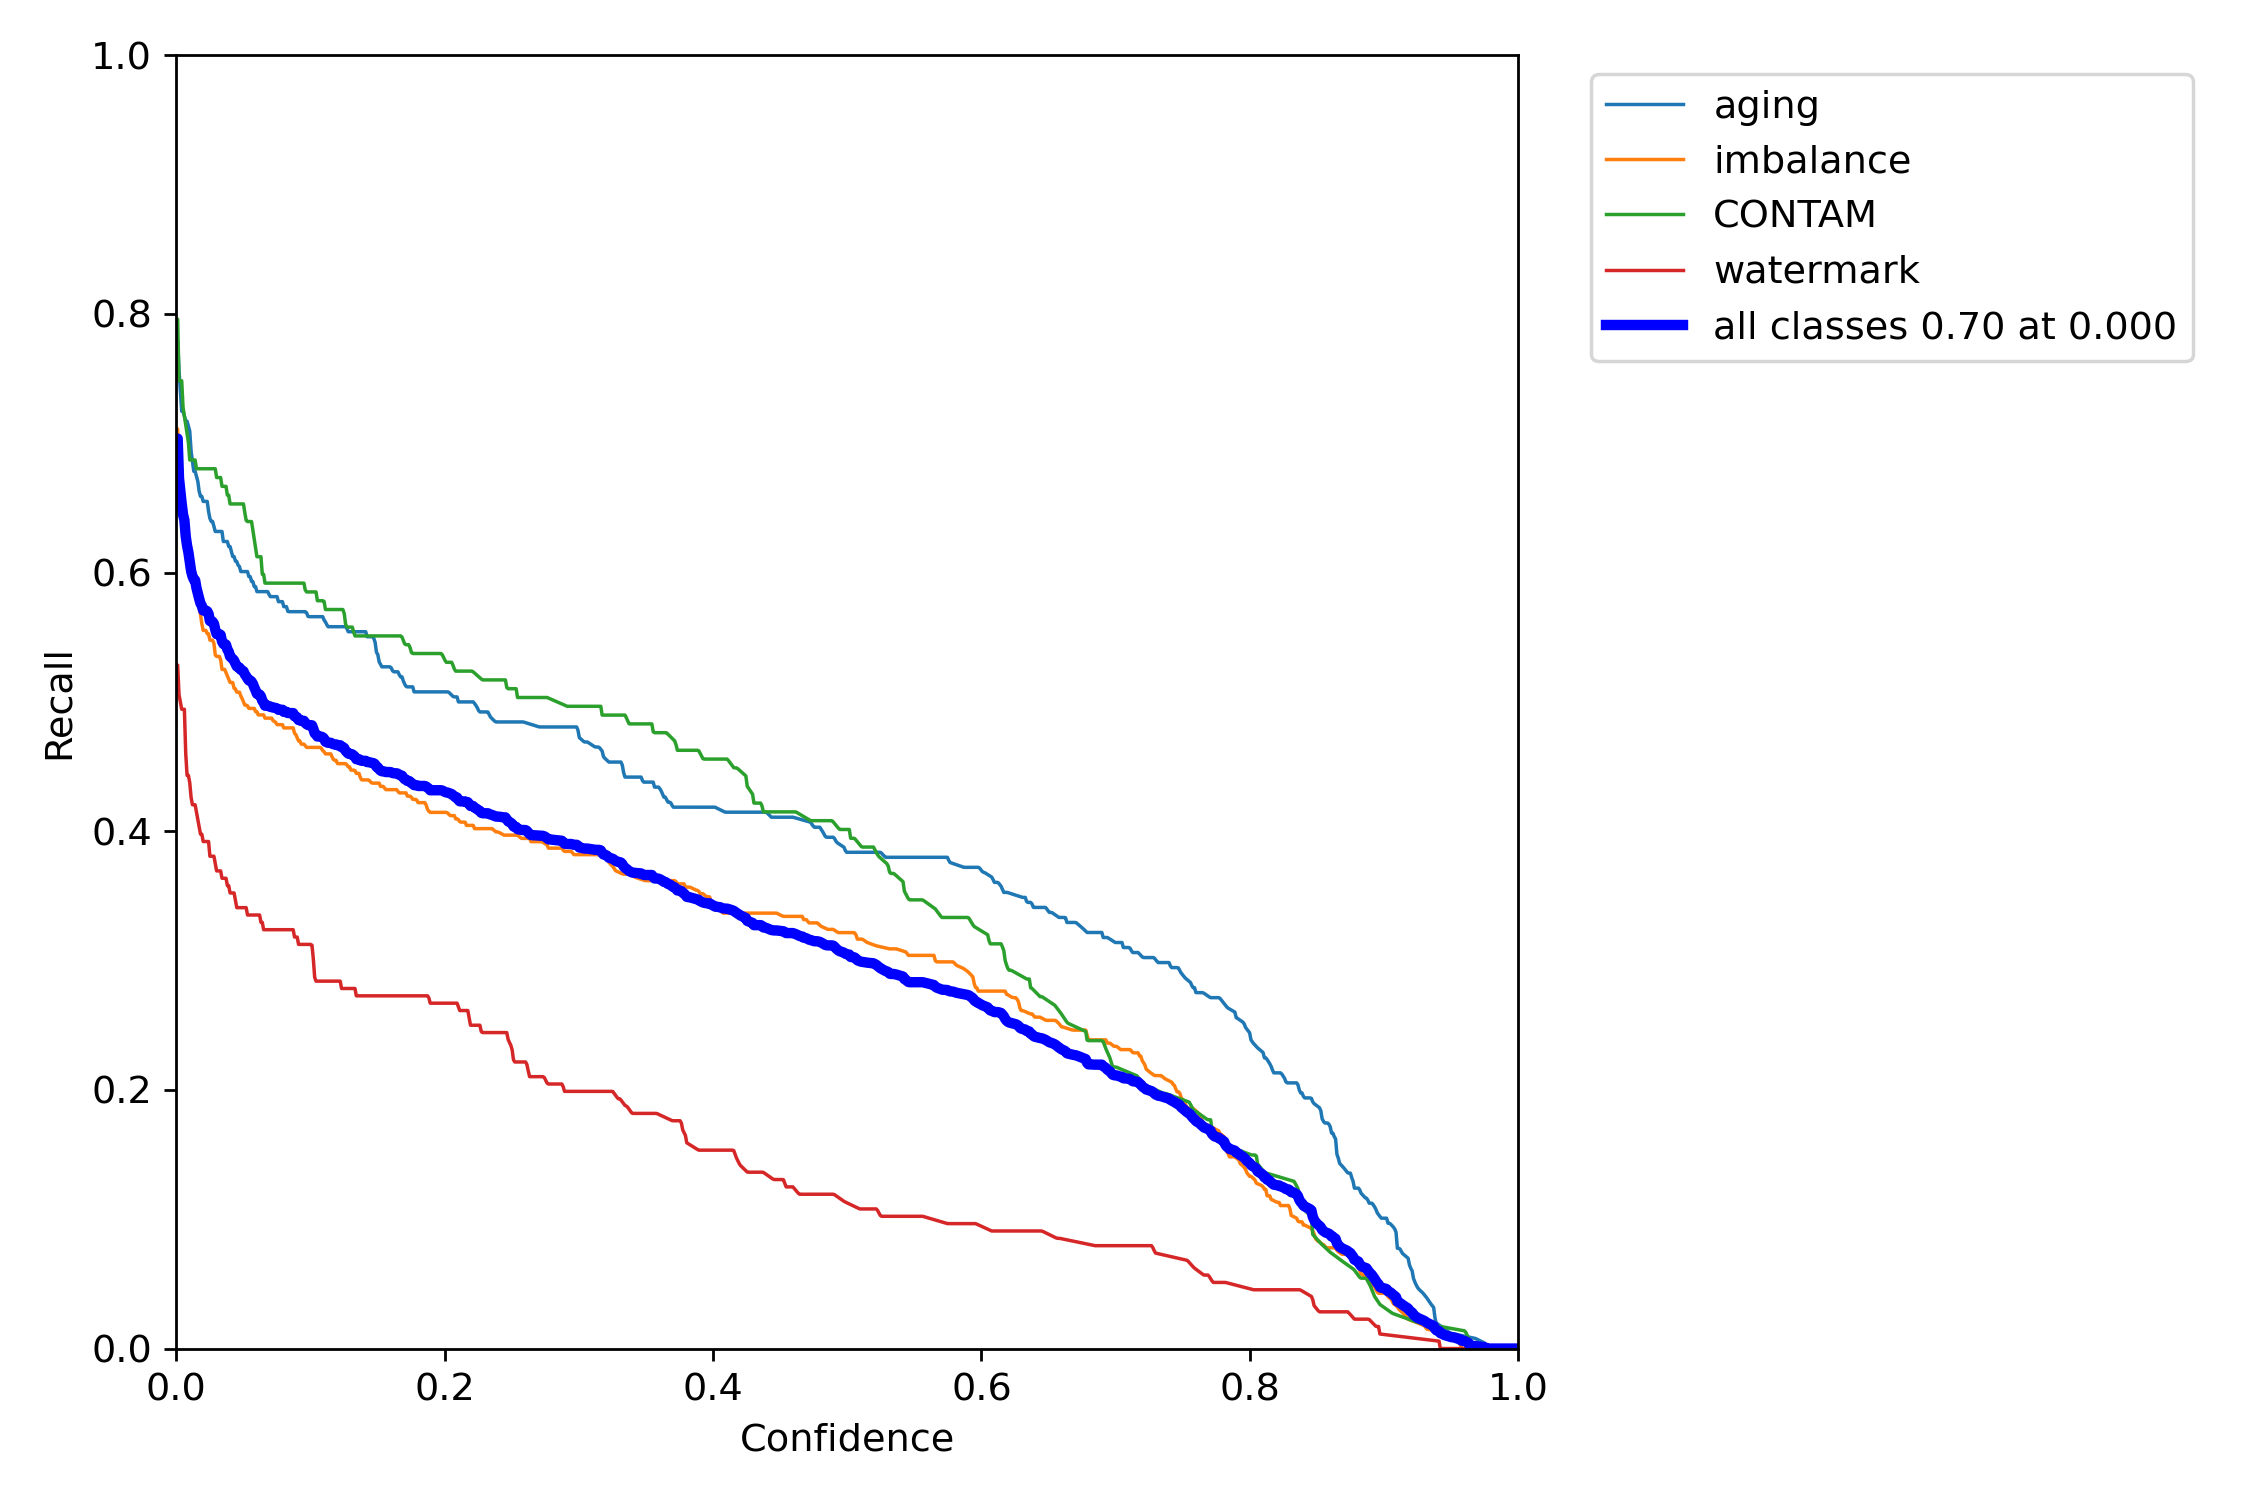 1.0
0.8
0.6
0.4
0.2
0.0
Recall
0.0 0.2 0.4 0.6 0.8 1.0
Confidence
aging
imbalance
CONTAM
watermark
all classes 0.70 at 0.000